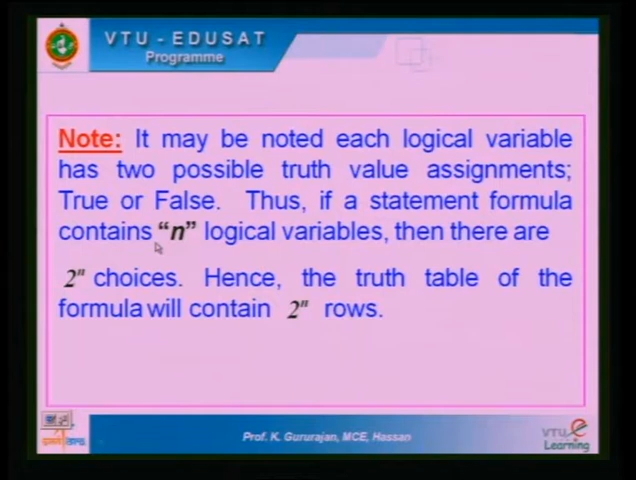 VTU - EDUSAT
Programme
Note: It may be noted each logical variable
has two possible truth value assignments;
True or False. Thus, if a statement formula
contains “n” logical variables, then there are
2ⁿ choices. Hence, the truth table of the
formula will contain 2ⁿ rows.
Prof. K. Gururajan, MCE, Hassan
VTU e
Learning